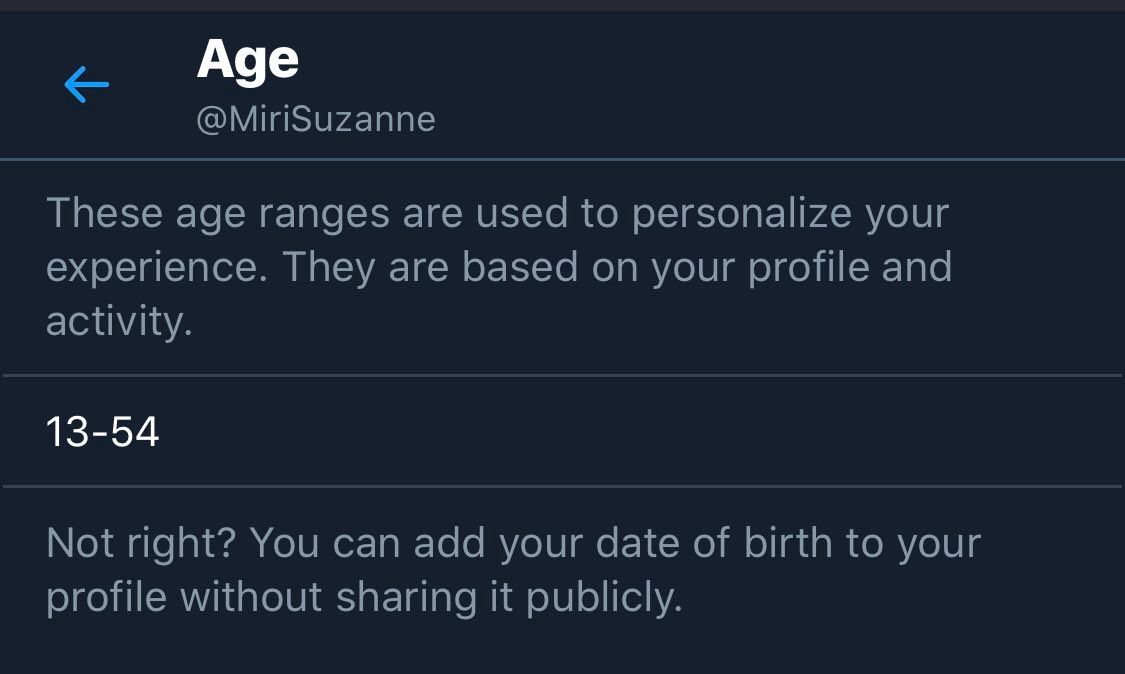 Age
@MiriSuzanne
These age ranges are used to personalize your
experience. They are based on your profile and
activity.
13-54
Not right? You can add your date of birth to your
profile without sharing it publicly.